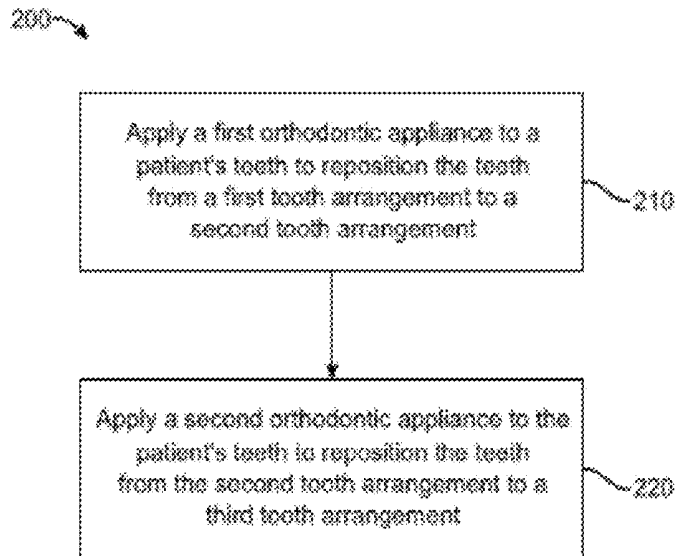 200
Apply a first orthodontic appliance to a
patient's teeth to reposition the teeth
from a first tooth arrangement to a
second tooth arrangement
210
Apply a second orthodontic appliance to the
patient's teeth to reposition the teeth
from the second tooth arrangement to a
third tooth arrangement
220